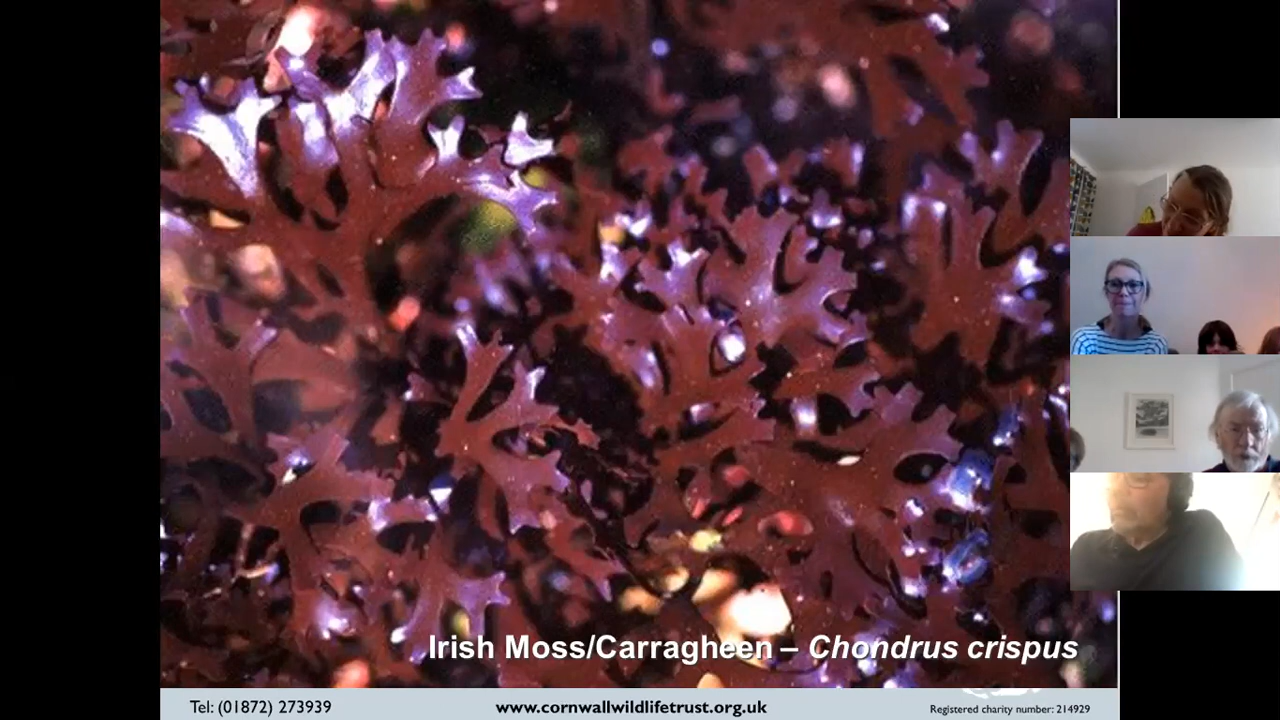 Irish Moss/Carragheen – Chondrus crispus
Tel: (01872) 273939
www.cornwallwildlifetrust.org.uk
Registered charity number: 214929